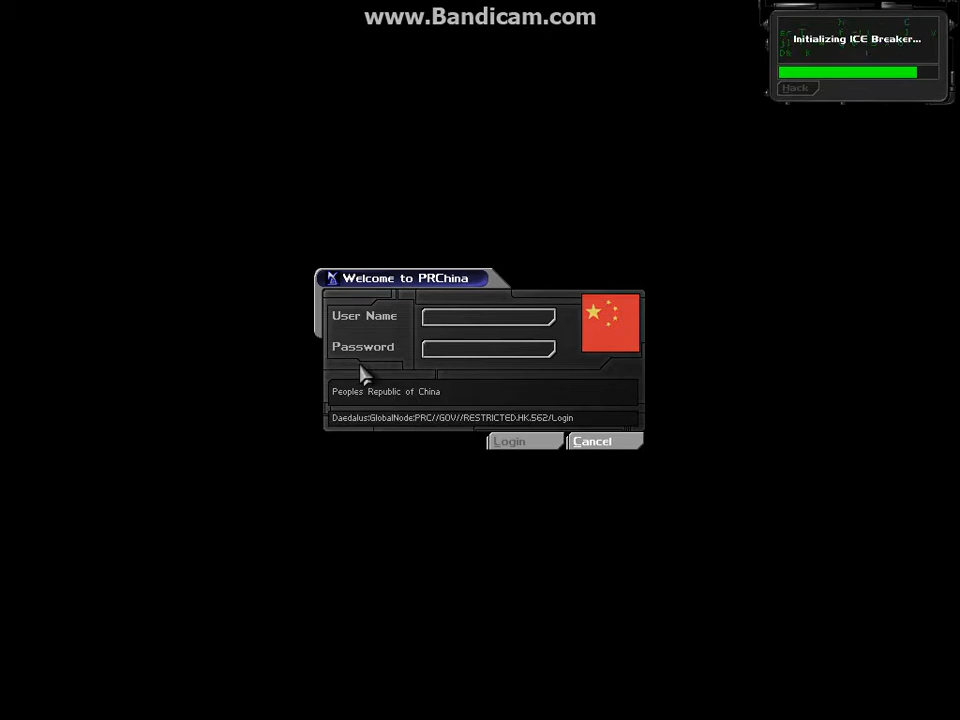 www.Bandicam.com
Initializing ICE Breaker...
Hack
Welcome to PRChina
User Name
Password
Peoples Republic of China
Daedalus:GlobalNode:PRC//GOV//RESTRICTED.HK.562/Login
Login
Cancel